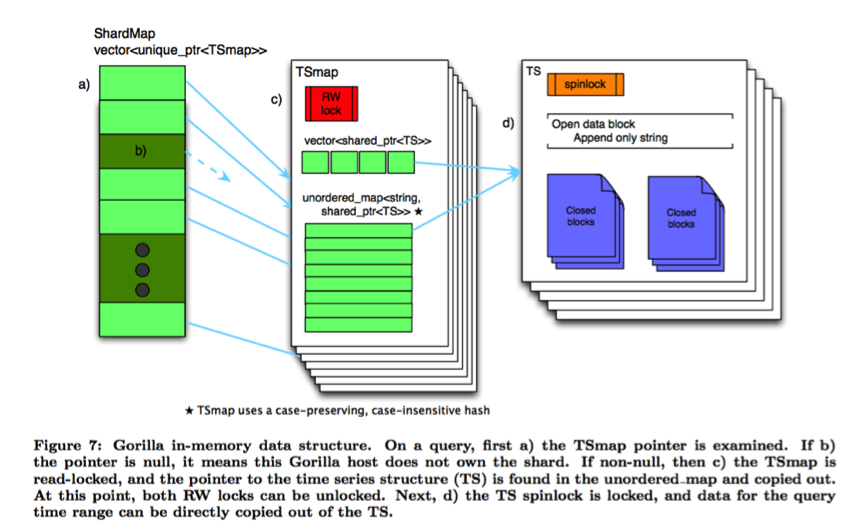 ShardMap
vector<unique_ptr<TSmap>>
a)
b)
c)
TSmap
RW
lock
vector<shared_ptr<TS>>
unordered_map<string,
shared_ptr<TS>> ★
d)
TS
spinlock
Open data block
Append only string
Closed
blocks
Closed
blocks
★ TSmap uses a case-preserving, case-insensitive hash
Figure 7: Gorilla in-memory data structure. On a query, first a) the TSmap pointer is examined. If b)
the pointer is null, it means this Gorilla host does not own the shard. If non-null, then c) the TSmap is
read-locked, and the pointer to the time series structure (TS) is found in the unordered_map and copied out.
At this point, both RW locks can be unlocked. Next, d) the TS spinlock is locked, and data for the query
time range can be directly copied out of the TS.